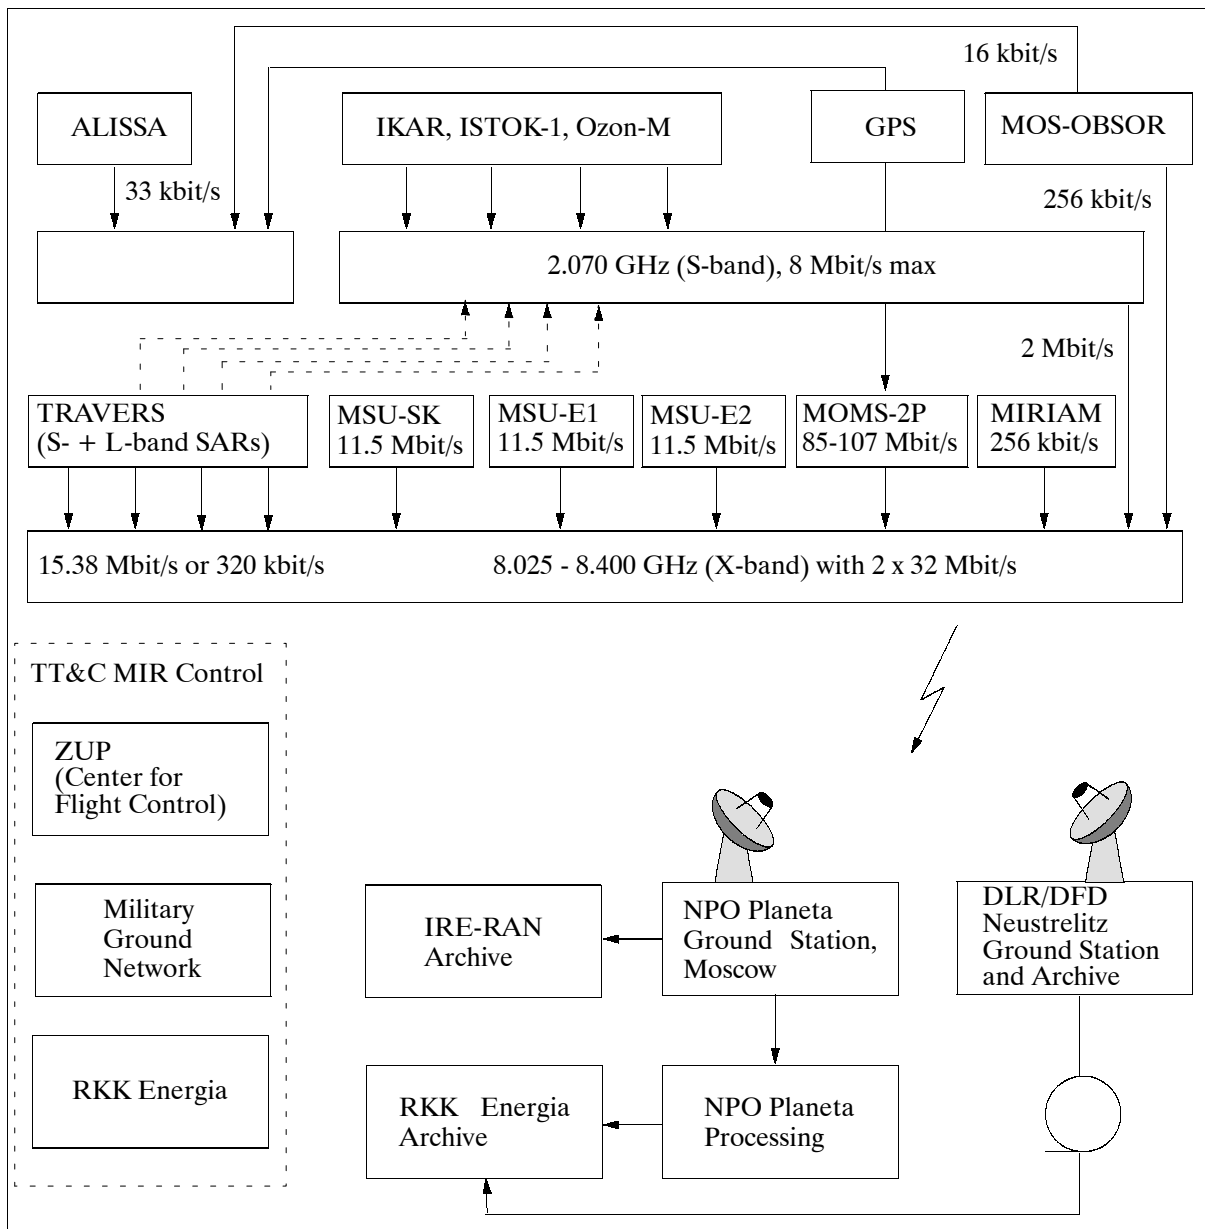 16 kbit/s
ALISSA
IKAR, ISTOK-1, Ozon-M
GPS
MOS-OBSOR
33 kbit/s
256 kbit/s
2.070 GHz (S-band), 8 Mbit/s max
2 Mbit/s
TRAVERS
(S- + L-band SARs)
MSU-SK
11.5 Mbit/s
MSU-E1
11.5 Mbit/s
MSU-E2
11.5 Mbit/s
MOMS-2P
85-107 Mbit/s
MIRIAM
256 kbit/s
15.38 Mbit/s or 320 kbit/s
8.025 - 8.400 GHz (X-band) with 2 x 32 Mbit/s
TT&C MIR Control
ZUP
(Center for
Flight Control)
Military
Ground
Network
RKK Energia
IRE-RAN
Archive
NPO Planeta
Ground Station,
Moscow
DLR/DFD
Neustrelitz
Ground Station
and Archive
RKK Energia
Archive
NPO Planeta
Processing